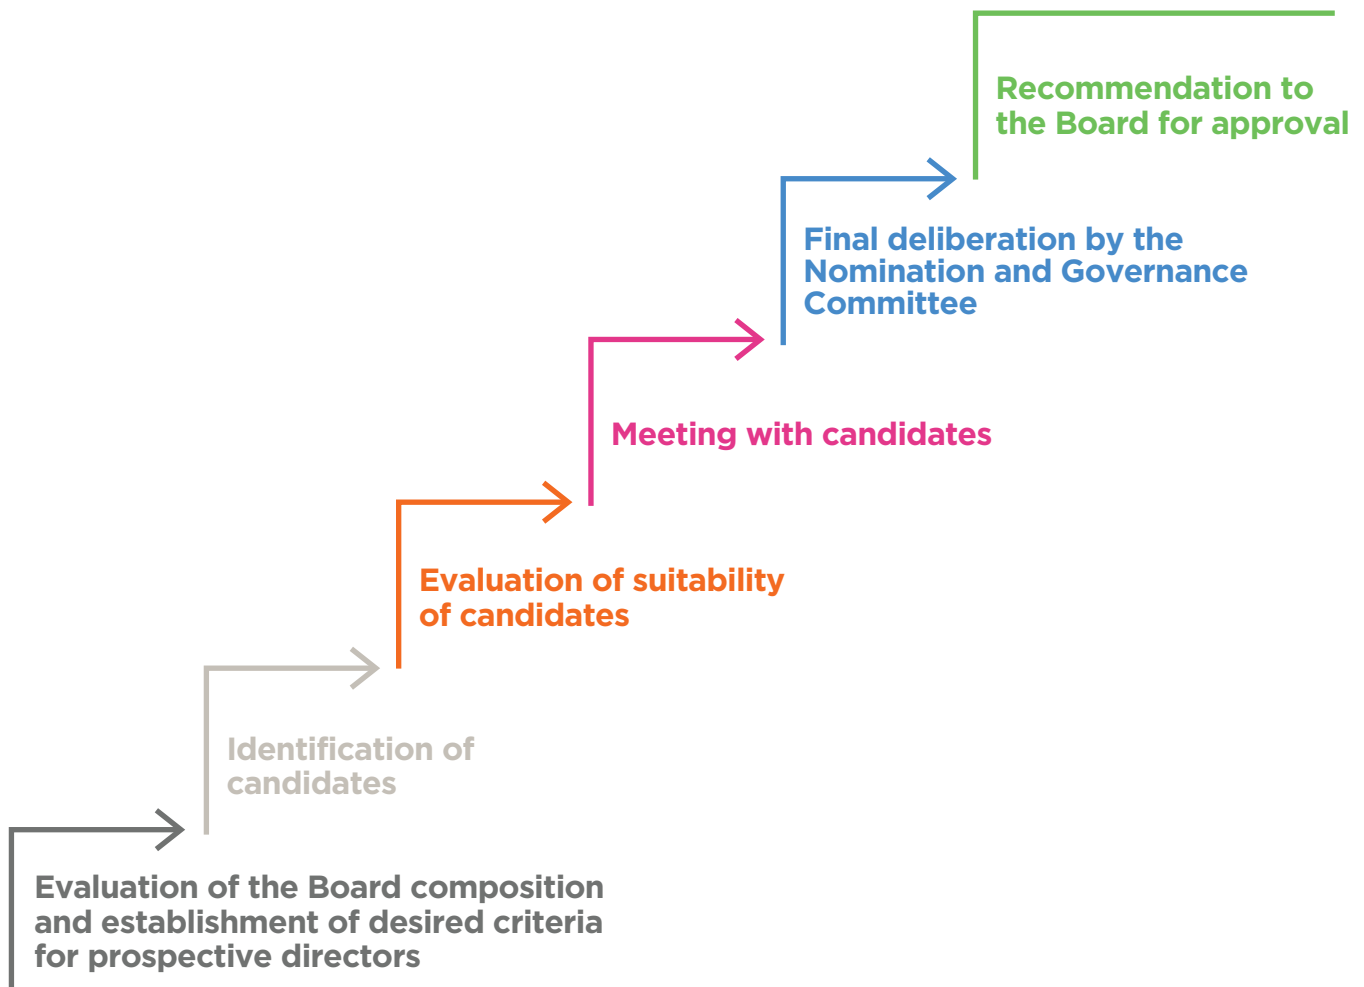 Recommendation to
the Board for approval
Final deliberation by the
Nomination and Governance
Committee
Meeting with candidates
Evaluation of suitability
of candidates
Identification of
candidates
Evaluation of the Board composition
and establishment of desired criteria
for prospective directors